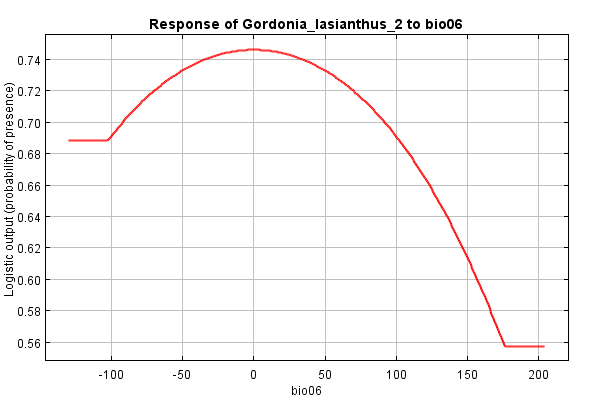 Response of Gordonia_lasianthus_2 to bio06
Logistic output (probability of presence)
0.74
0.72
0.70
0.68
0.66
0.64
0.62
0.60
0.58
0.56
-100 -50 0 50 100 150 200
bio06